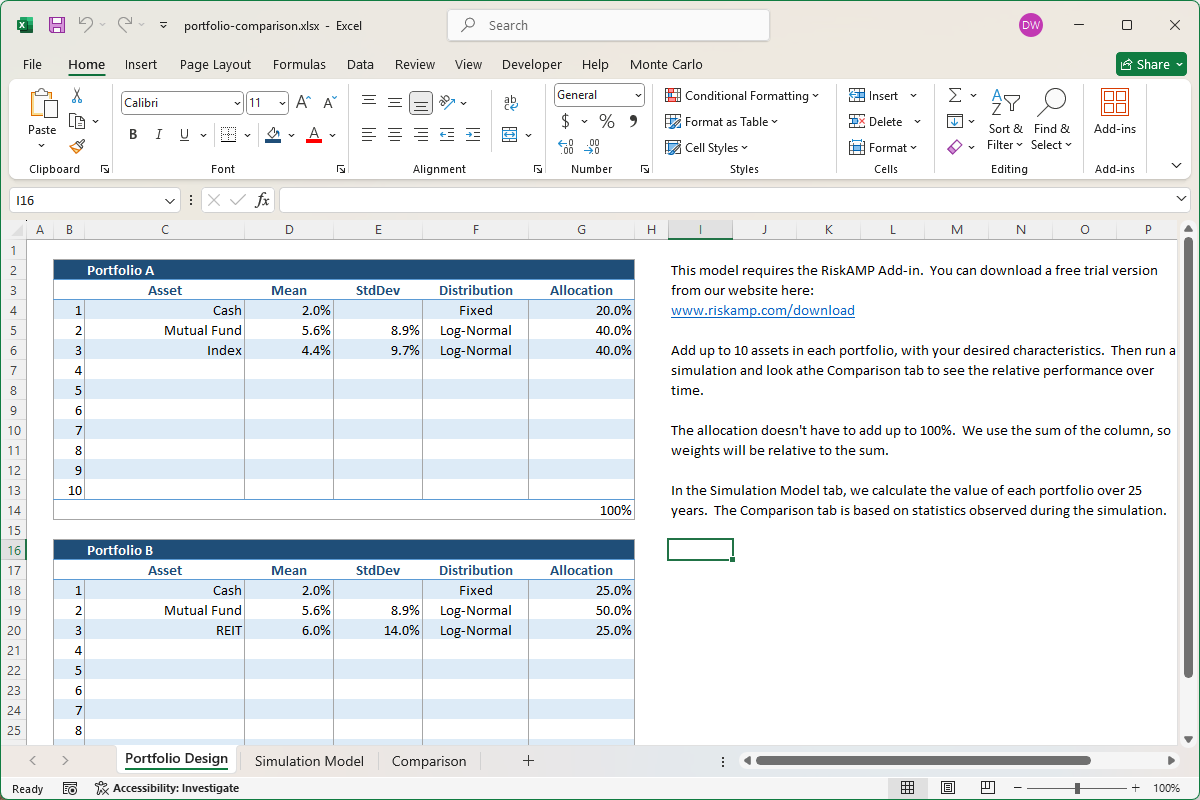 portfolio-comparison.xlsx - Excel
Search
DW
File Home Insert Page Layout Formulas Data Review View Developer Help Monte Carlo
Share
Paste
Clipboard
Calibri 11
B I U
A A
A
Font
ab
Alignment
General
$ % 9
.00
.00
Number
Conditional Formatting
Format as Table
Cell Styles
Styles
Insert
Delete
Format
Cells
Sort & Filter
Find & Select
Editing
Add-ins
Add-ins
I16
fx
A B C D E F G H I J K L M N O P
1
2 Portfolio A This model requires the RiskAMP Add-in. You can download a free trial version
3 Asset Mean StdDev Distribution Allocation from our website here:
4 1 Cash 2.0% Fixed 20.0% www.riskamp.com/download
5 2 Mutual Fund 5.6% 8.9% Log-Normal 40.0%
6 3 Index 4.4% 9.7% Log-Normal 40.0% Add up to 10 assets in each portfolio, with your desired characteristics. Then run a
7 4 simulation and look athe Comparison tab to see the relative performance over
8 5 time.
9 6
10 7 The allocation doesn't have to add up to 100%. We use the sum of the column, so
11 8 weights will be relative to the sum.
12 9
13 10 In the Simulation Model tab, we calculate the value of each portfolio over 25
14 100% years. The Comparison tab is based on statistics observed during the simulation.
15
16 Portfolio B
17 Asset Mean StdDev Distribution Allocation
18 1 Cash 2.0% Fixed 25.0%
19 2 Mutual Fund 5.6% 8.9% Log-Normal 50.0%
20 3 REIT 6.0% 14.0% Log-Normal 25.0%
21 4
22 5
23 6
24 7
25 8
Portfolio Design Simulation Model Comparison +
Ready Accessibility: Investigate 100%